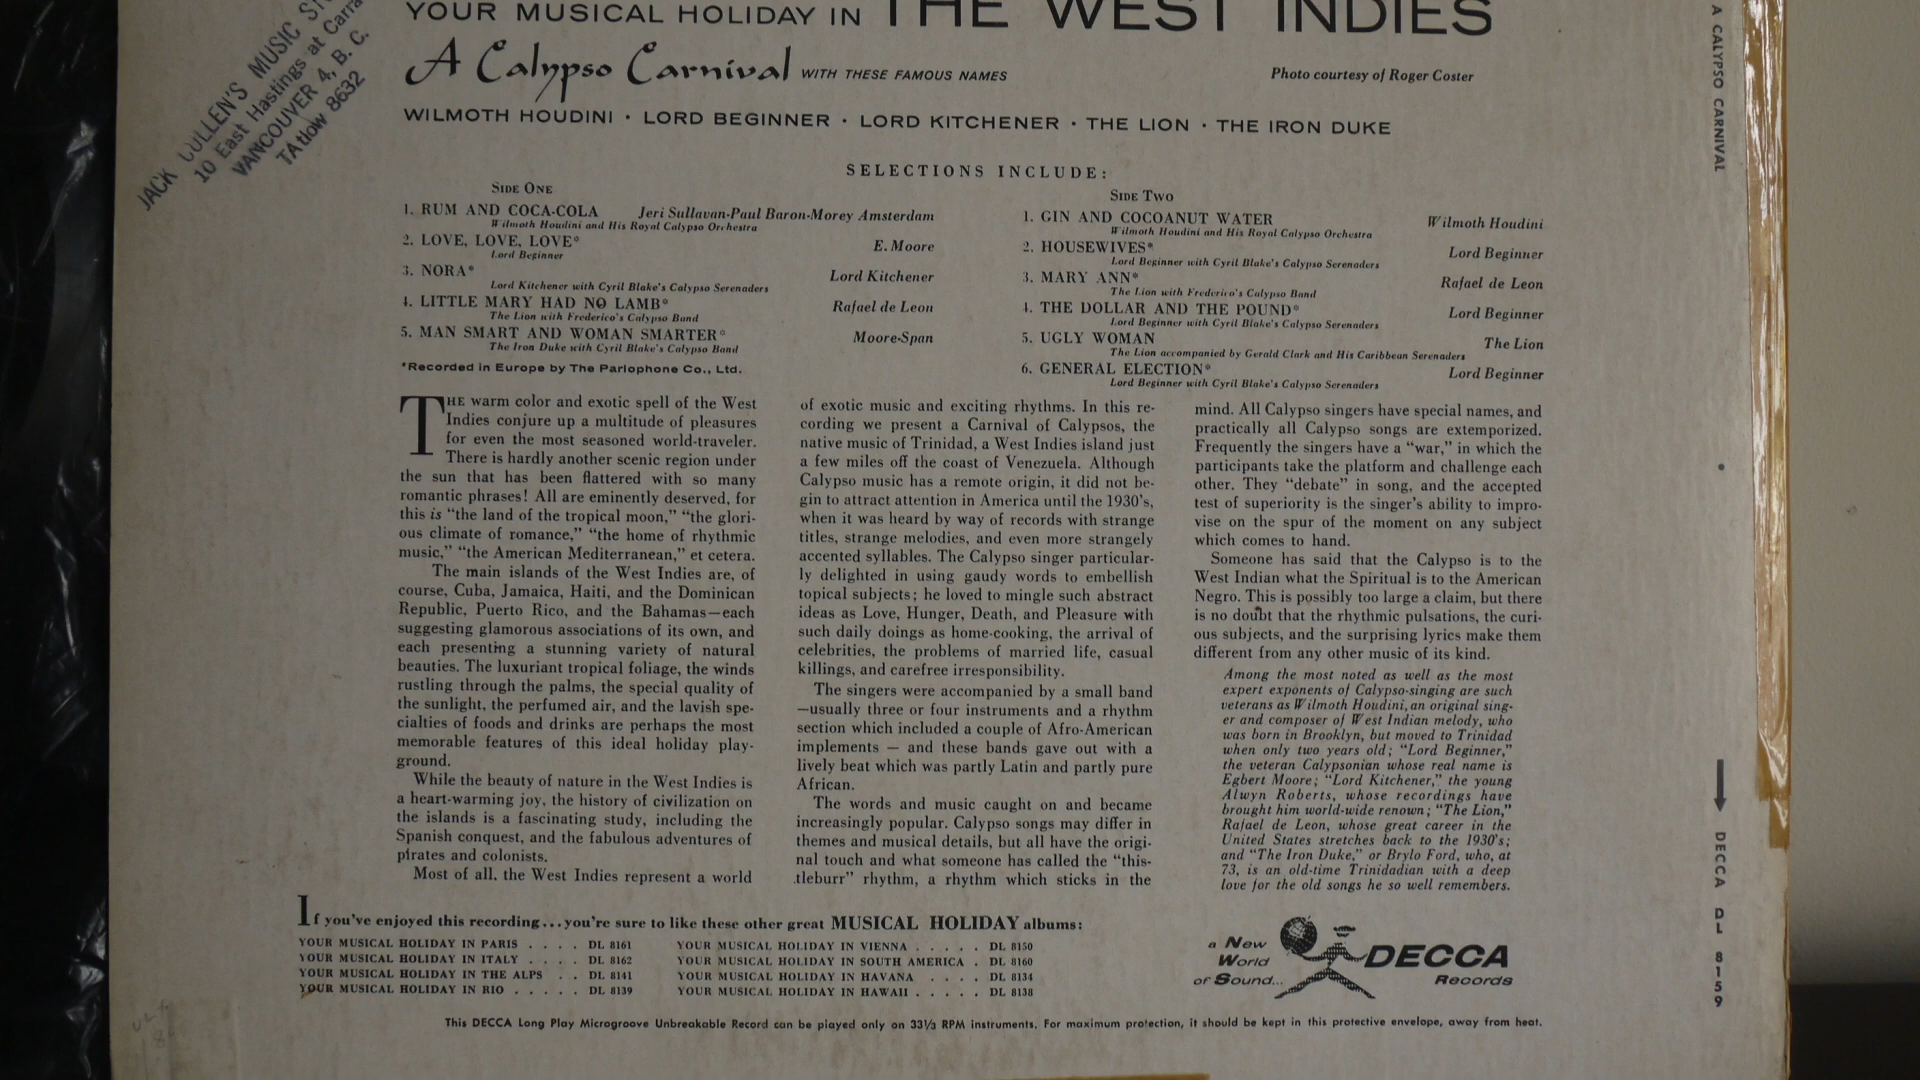 YOUR MUSICAL HOLIDAY IN THE WEST INDIES
A Calypso Carnival WITH THESE FAMOUS NAMES
Photo courtesy of Roger Coster
WILMOTH HOUDINI · LORD BEGINNER · LORD KITCHENER · THE LION · THE IRON DUKE
JACK CULLEN'S MUSIC
10 East Hastings at Carra
VANCOUVER 4, B. C.
TAtlow 8632
SELECTIONS INCLUDE:
SIDE ONE
1. RUM AND COCA-COLA Jeri Sullavan-Paul Baron-Morey Amsterdam
Wilmoth Houdini and His Royal Calypso Orchestra
2. LOVE, LOVE, LOVE* E. Moore
Lord Beginner
3. NORA* Lord Kitchener
Lord Kitchener with Cyril Blake's Calypso Serenaders
4. LITTLE MARY HAD NO LAMB* Rafael de Leon
The Lion with Frederico's Calypso Band
5. MAN SMART AND WOMAN SMARTER* Moore-Span
The Iron Duke with Cyril Blake's Calypso Band
*Recorded in Europe by The Parlophone Co., Ltd.
SIDE TWO
1. GIN AND COCOANUT WATER Wilmoth Houdini
Wilmoth Houdini and His Royal Calypso Orchestra
2. HOUSEWIVES* Lord Beginner
Lord Beginner with Cyril Blake's Calypso Serenaders
3. MARY ANN* Rafael de Leon
The Lion with Frederico's Calypso Band
4. THE DOLLAR AND THE POUND* Lord Beginner
Lord Beginner with Cyril Blake's Calypso Serenaders
5. UGLY WOMAN The Lion
The Lion accompanied by Gerald Clark and His Caribbean Serenaders
6. GENERAL ELECTION* Lord Beginner
Lord Beginner with Cyril Blake's Calypso Serenaders
THE warm color and exotic spell of the West
Indies conjure up a multitude of pleasures
for even the most seasoned world-traveler.
There is hardly another scenic region under
the sun that has been flattered with so many
romantic phrases! All are eminently deserved, for
this is “the land of the tropical moon,” “the glori-
ous climate of romance,” “the home of rhythmic
music,” “the American Mediterranean,” et cetera.
The main islands of the West Indies are, of
course, Cuba, Jamaica, Haiti, and the Dominican
Republic, Puerto Rico, and the Bahamas—each
suggesting glamorous associations of its own, and
each presenting a stunning variety of natural
beauties. The luxuriant tropical foliage, the winds
rustling through the palms, the special quality of
the sunlight, the perfumed air, and the lavish spe-
cialties of foods and drinks are perhaps the most
memorable features of this ideal holiday play-
ground.
While the beauty of nature in the West Indies is
a heart-warming joy, the history of civilization on
the islands is a fascinating study, including the
Spanish conquest, and the fabulous adventures of
pirates and colonists.
Most of all, the West Indies represent a world
of exotic music and exciting rhythms. In this re-
cording we present a Carnival of Calypsos, the
native music of Trinidad, a West Indies island just
a few miles off the coast of Venezuela. Although
Calypso music has a remote origin, it did not be-
gin to attract attention in America until the 1930's,
when it was heard by way of records with strange
titles, strange melodies, and even more strangely
accented syllables. The Calypso singer particular-
ly delighted in using gaudy words to embellish
topical subjects; he loved to mingle such abstract
ideas as Love, Hunger, Death, and Pleasure with
such daily doings as home-cooking, the arrival of
celebrities, the problems of married life, casual
killings, and carefree irresponsibility.
The singers were accompanied by a small band
—usually three or four instruments and a rhythm
section which included a couple of Afro-American
implements — and these bands gave out with a
lively beat which was partly Latin and partly pure
African.
The words and music caught on and became
increasingly popular. Calypso songs may differ in
themes and musical details, but all have the origi-
nal touch and what someone has called the “this-
tleburr” rhythm, a rhythm which sticks in the
mind. All Calypso singers have special names, and
practically all Calypso songs are extemporized.
Frequently the singers have a “war,” in which the
participants take the platform and challenge each
other. They “debate” in song, and the accepted
test of superiority is the singer's ability to impro-
vise on the spur of the moment on any subject
which comes to hand.
Someone has said that the Calypso is to the
West Indian what the Spiritual is to the American
Negro. This is possibly too large a claim, but there
is no doubt that the rhythmic pulsations, the curi-
ous subjects, and the surprising lyrics make them
different from any other music of its kind.
Among the most noted as well as the most
expert exponents of Calypso-singing are such
veterans as Wilmoth Houdini, an original sing-
er and composer of West Indian melody, who
was born in Brooklyn, but moved to Trinidad
when only two years old; “Lord Beginner,”
the veteran Calypsonian whose real name is
Egbert Moore; “Lord Kitchener,” the young
Alwyn Roberts, whose recordings have
brought him world-wide renown; “The Lion,”
Rafael de Leon, whose great career in the
United States stretches back to the 1930's;
and “The Iron Duke,” or Brylo Ford, who, at
73, is an old-time Trinidadian with a deep
love for the old songs he so well remembers.
If you've enjoyed this recording...you're sure to like these other great MUSICAL HOLIDAY albums:
YOUR MUSICAL HOLIDAY IN PARIS . . . . DL 8161
YOUR MUSICAL HOLIDAY IN ITALY . . . . DL 8162
YOUR MUSICAL HOLIDAY IN THE ALPS . . DL 8141
YOUR MUSICAL HOLIDAY IN RIO . . . . . DL 8139
YOUR MUSICAL HOLIDAY IN VIENNA . . . . . DL 8150
YOUR MUSICAL HOLIDAY IN SOUTH AMERICA . DL 8160
YOUR MUSICAL HOLIDAY IN HAVANA . . . . DL 8134
YOUR MUSICAL HOLIDAY IN HAWAII . . . . . DL 8138
a New
World
of Sound...
DECCA
Records
This DECCA Long Play Microgroove Unbreakable Record can be played only on 33⅓ RPM instruments. For maximum protection, it should be kept in this protective envelope, away from heat.
A CALYPSO CARNIVAL
DECCA DL 8159